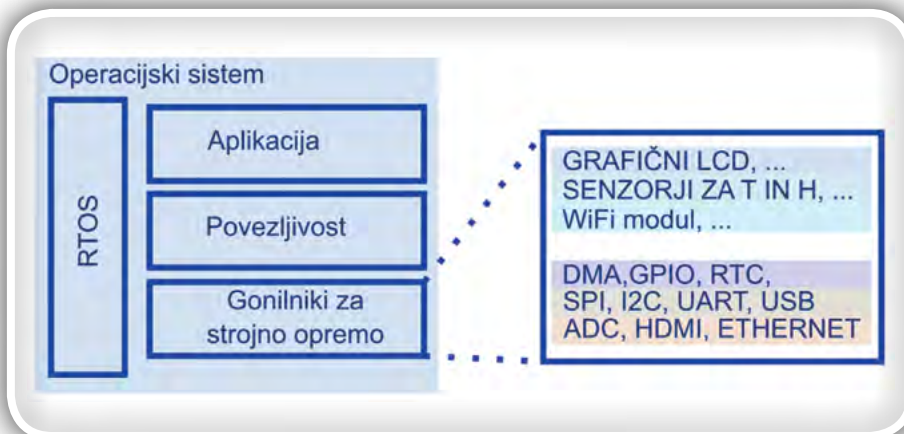 Operacijski sistem
RTOS
Aplikacija
Povezljivost
Gonilniki za
strojno opremo
GRAFIČNI LCD, ...
SENZORJI ZA T IN H, ...
WiFi modul, ...
DMA,GPIO, RTC,
SPI, I2C, UART, USB
ADC, HDMI, ETHERNET